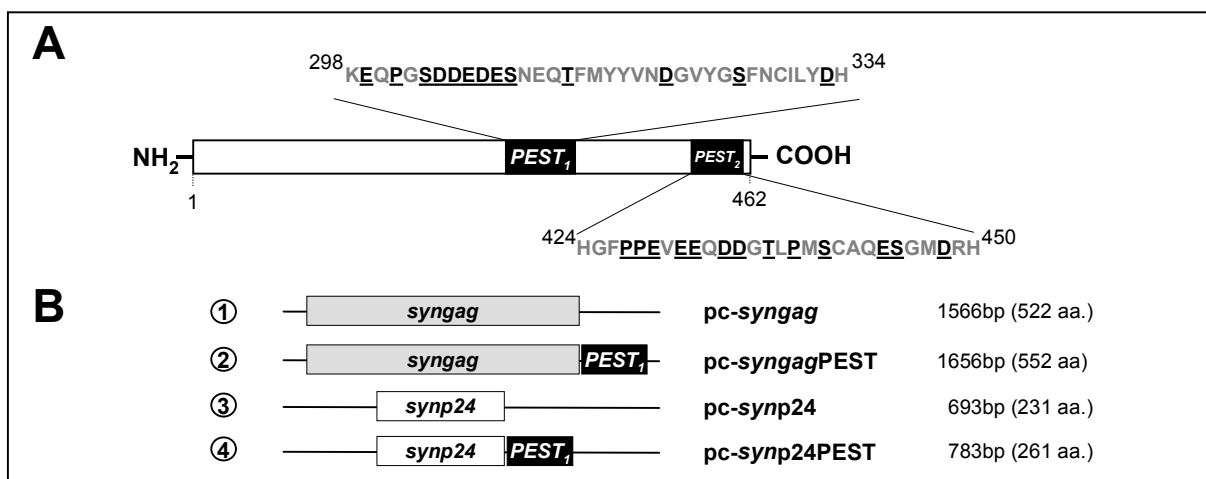 A
298 KEQPGSDDEDESNEQTFMYYVNDGVYGSFNCILYDH 334
NH2 PEST1 PEST2 COOH
1 462
424 HGFPPEVEEQDDGTLPMSCAQESGMDRH 450
B
① syngag pc-syngag 1566bp (522 aa.)
② syngag PEST1 pc-syngagPEST 1656bp (552 aa)
③ synp24 pc-synp24 693bp (231 aa.)
④ synp24 PEST1 pc-synp24PEST 783bp (261 aa.)